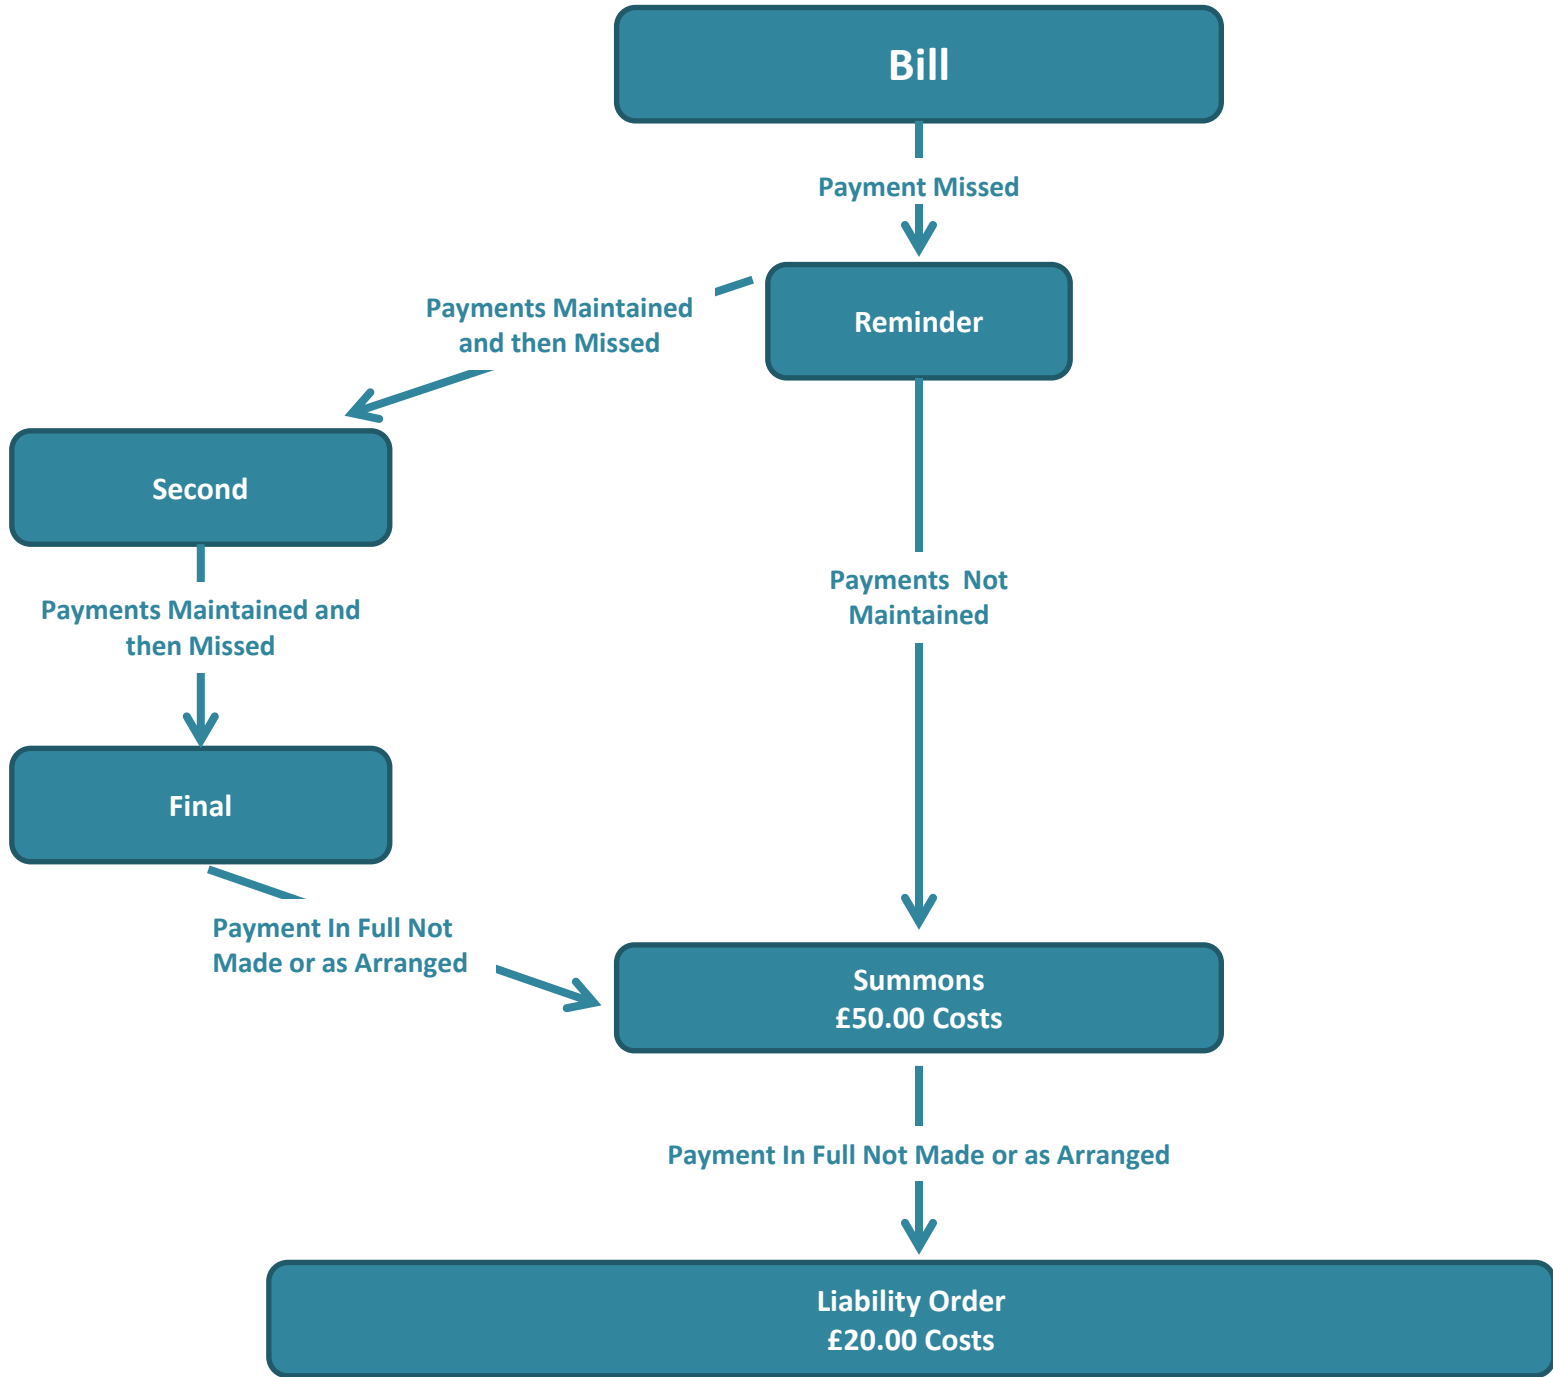 Bill
Payment Missed
Reminder
Payments Maintained
and then Missed
Second
Payments Maintained and
then Missed
Payments  Not
Maintained
Final
Payment In Full Not
Made or as Arranged
Summons
£50.00 Costs
Payment In Full Not Made or as Arranged
Liability Order
£20.00 Costs